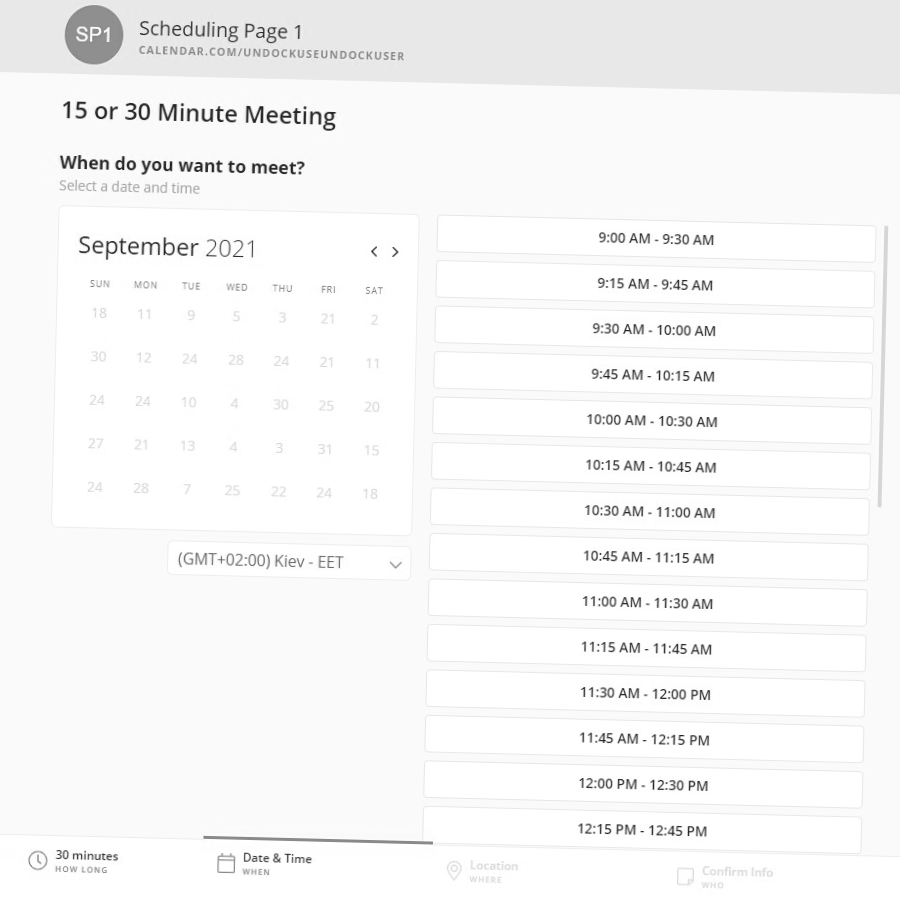 SP1
Scheduling Page 1
CALENDAR.COM/UNDOCKUSEUNDOCKUSER
15 or 30 Minute Meeting
When do you want to meet?
Select a date and time
September 2021
SUN MON TUE WED THU FRI SAT
18 11 9 5 3 21 2
30 12 24 28 24 21 11
24 24 10 4 30 25 20
27 21 13 4 3 31 15
24 28 7 25 22 24 18
(GMT+02:00) Kiev - EET
9:00 AM - 9:30 AM
9:15 AM - 9:45 AM
9:30 AM - 10:00 AM
9:45 AM - 10:15 AM
10:00 AM - 10:30 AM
10:15 AM - 10:45 AM
10:30 AM - 11:00 AM
10:45 AM - 11:15 AM
11:00 AM - 11:30 AM
11:15 AM - 11:45 AM
11:30 AM - 12:00 PM
11:45 AM - 12:15 PM
12:00 PM - 12:30 PM
12:15 PM - 12:45 PM
30 minutes
HOW LONG
Date & Time
WHEN
Location
WHERE
Confirm Info
WHO